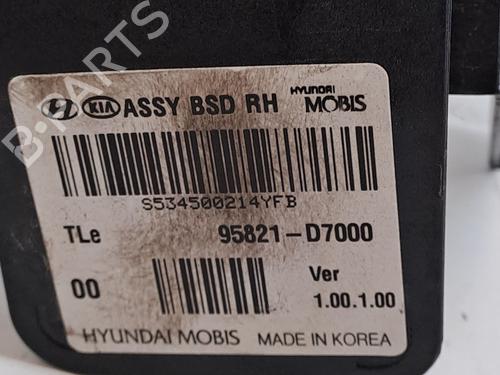 B-PARTS
HYUNDAI KIA ASSY BSD RH HYUNDAI MOBIS
S534500214YFB
TLe 95821-D7000
00 Ver
1.00.1.00
HYUNDAI MOBIS MADE IN KOREA